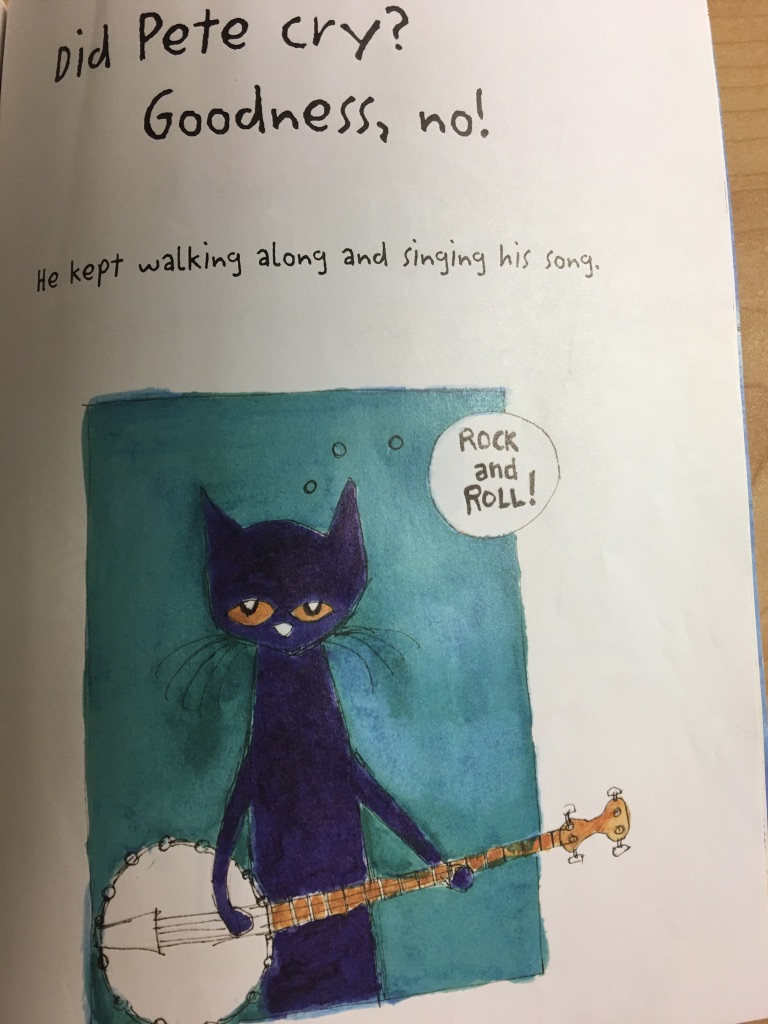 Did Pete cry?
Goodness, no!
He kept walking along and singing his song.
ROCK
and
ROLL!